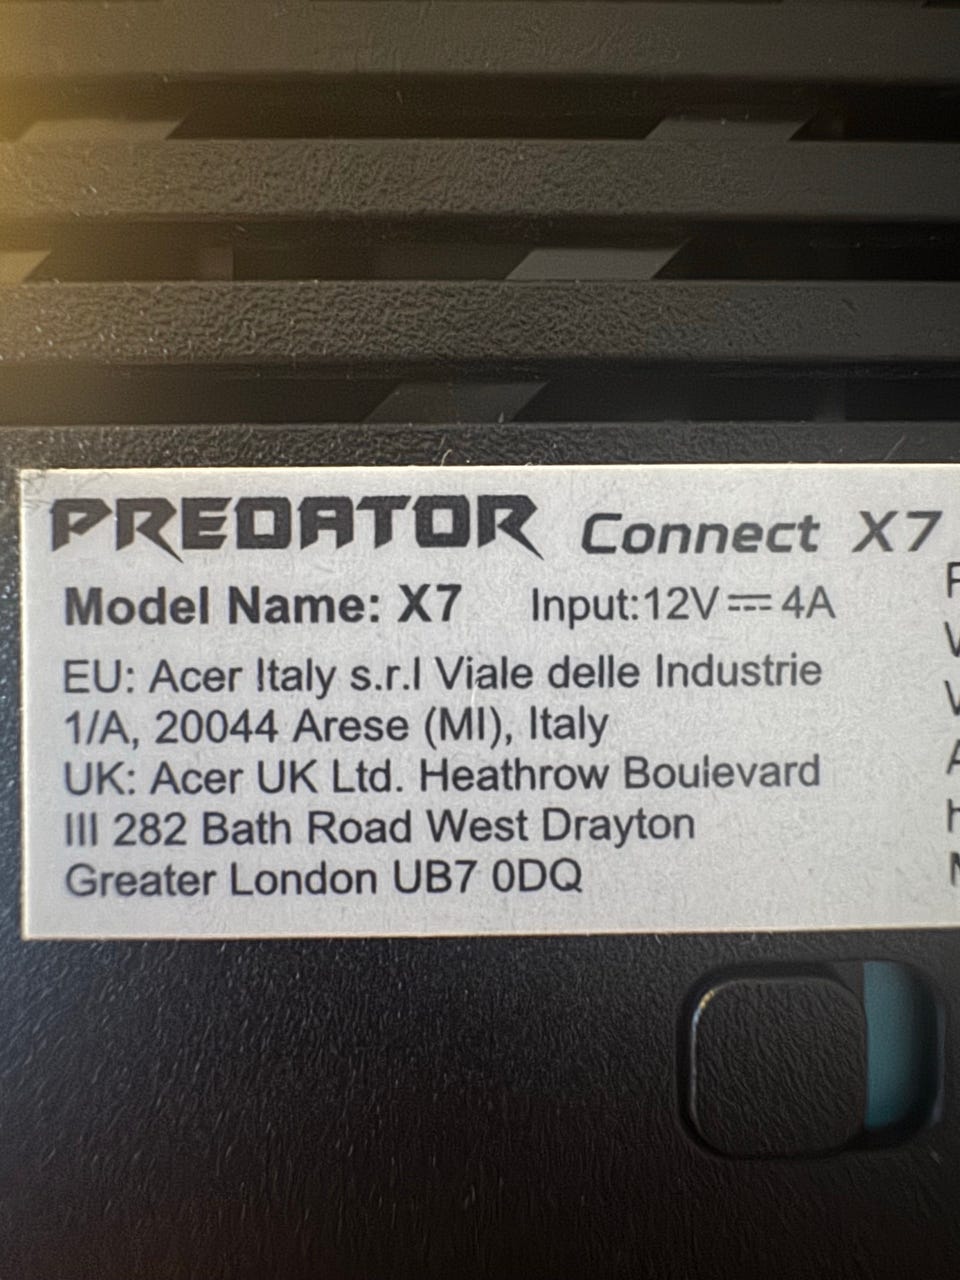 PREDATOR Connect X7
Model Name: X7 Input:12V ⎓ 4A
EU: Acer Italy s.r.l Viale delle Industrie
1/A, 20044 Arese (MI), Italy
UK: Acer UK Ltd. Heathrow Boulevard
III 282 Bath Road West Drayton
Greater London UB7 0DQ